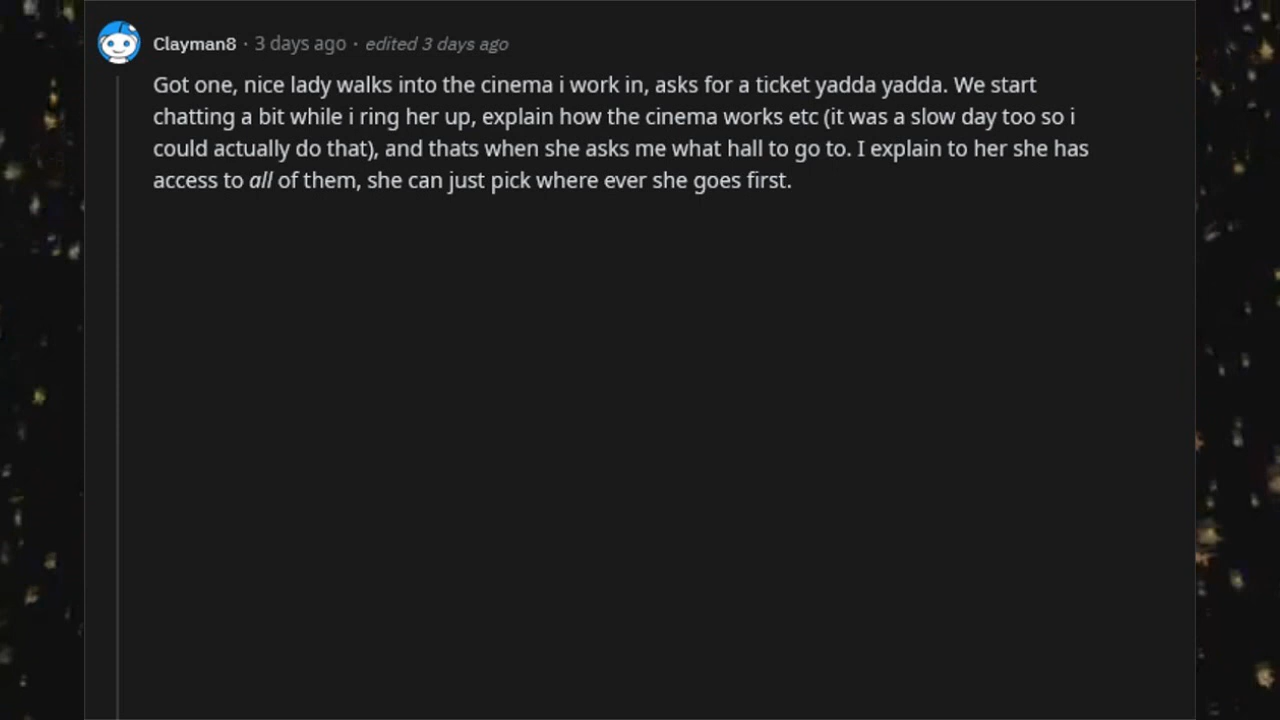 Clayman8 · 3 days ago · edited 3 days ago
Got one, nice lady walks into the cinema i work in, asks for a ticket yadda yadda. We start
chatting a bit while i ring her up, explain how the cinema works etc (it was a slow day too so i
could actually do that), and thats when she asks me what hall to go to. I explain to her she has
access to all of them, she can just pick where ever she goes first.